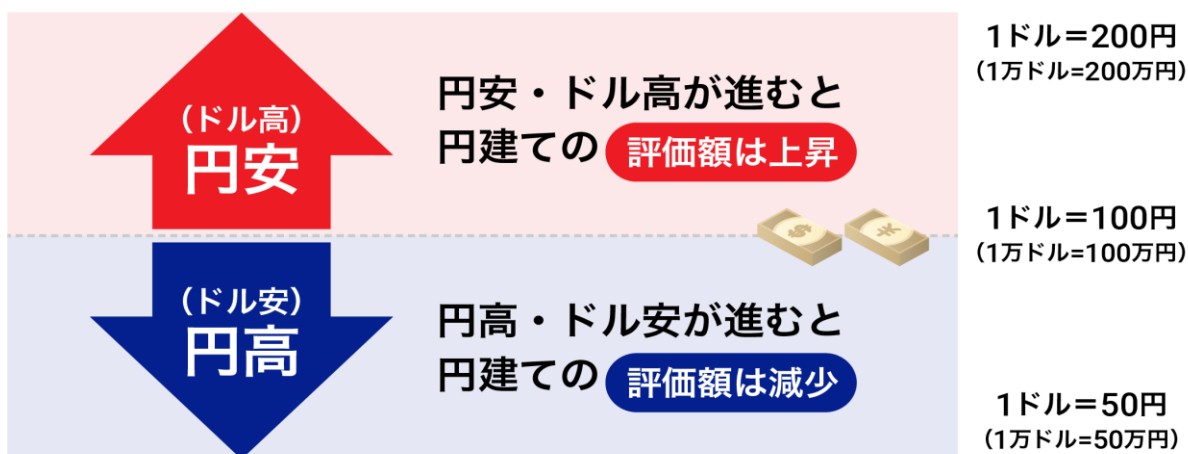 (ドル高)
円安
円安・ドル高が進むと
円建ての 評価額は上昇
1ドル＝200円
(1万ドル=200万円)
$ ¥
1ドル＝100円
(1万ドル=100万円)
(ドル安)
円高
円高・ドル安が進むと
円建ての 評価額は減少
1ドル＝50円
(1万ドル=50万円)